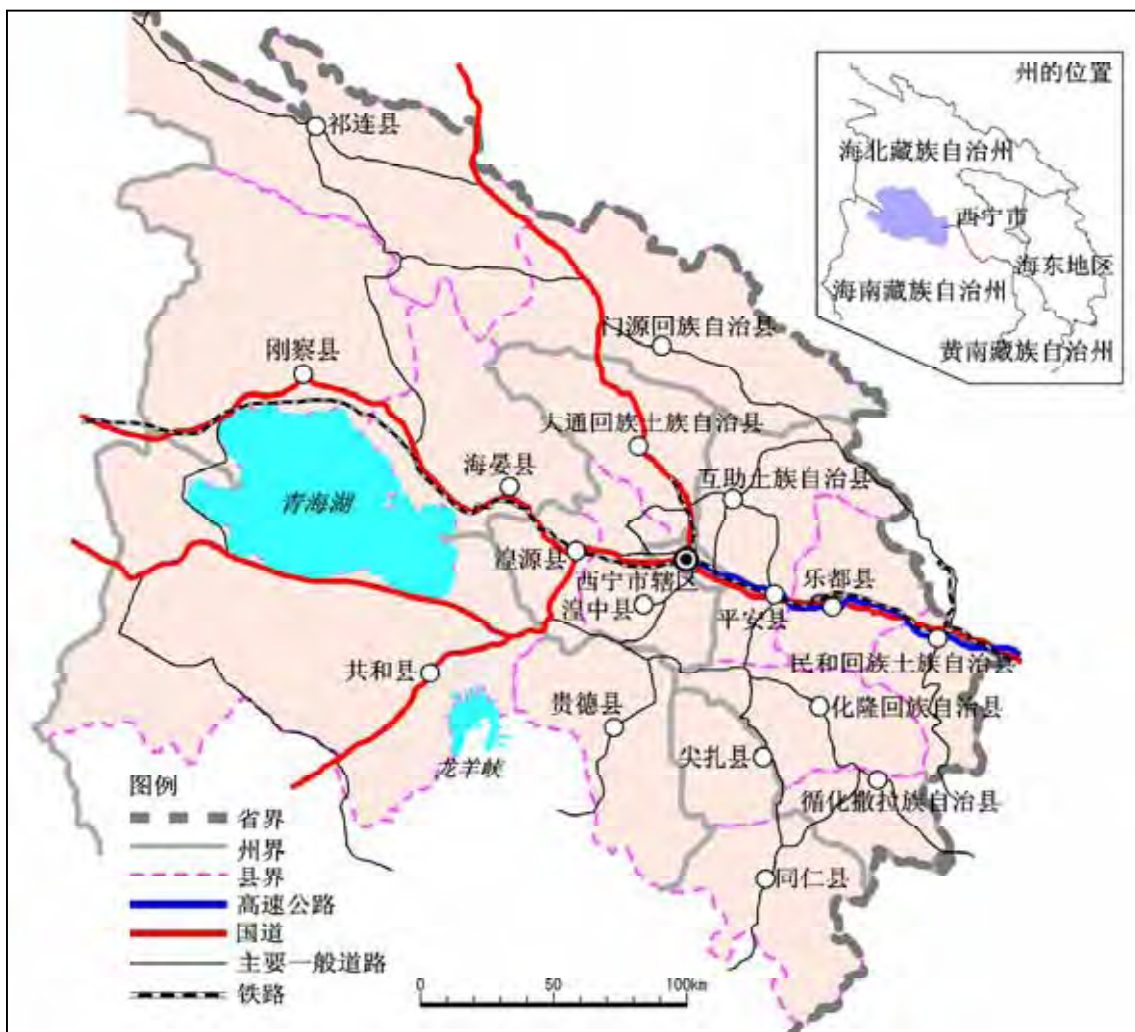 州的位置
祁连县
海北藏族自治州
西宁市
海东地区
海南藏族自治州
黄南藏族自治州
门源回族自治县
刚察县
大通回族土族自治县
海晏县
互助土族自治县
青海湖
湟源县
西宁市辖区
乐都县
湟中县
平安县
民和回族土族自治县
共和县
贵德县
化隆回族自治县
尖扎县
龙羊峡
循化撒拉族自治县
同仁县
图例
省界
州界
县界
高速公路
国道
主要一般道路
铁路
0 50 100km